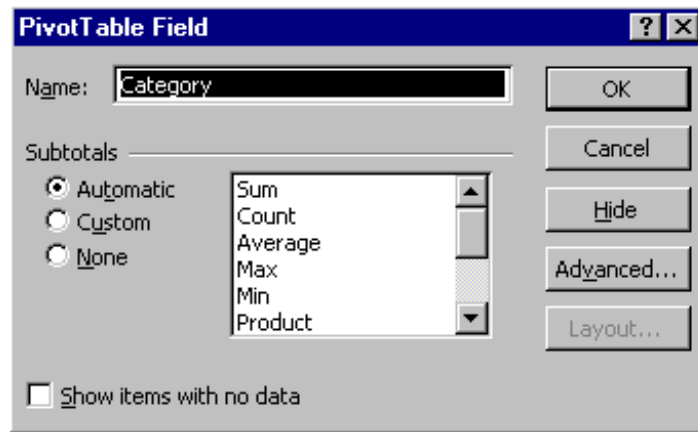 PivotTable Field
Name: Category
OK
Subtotals
Cancel
Automatic
Custom
None
Sum
Count
Average
Max
Min
Product
Hide
Advanced...
Layout...
Show items with no data